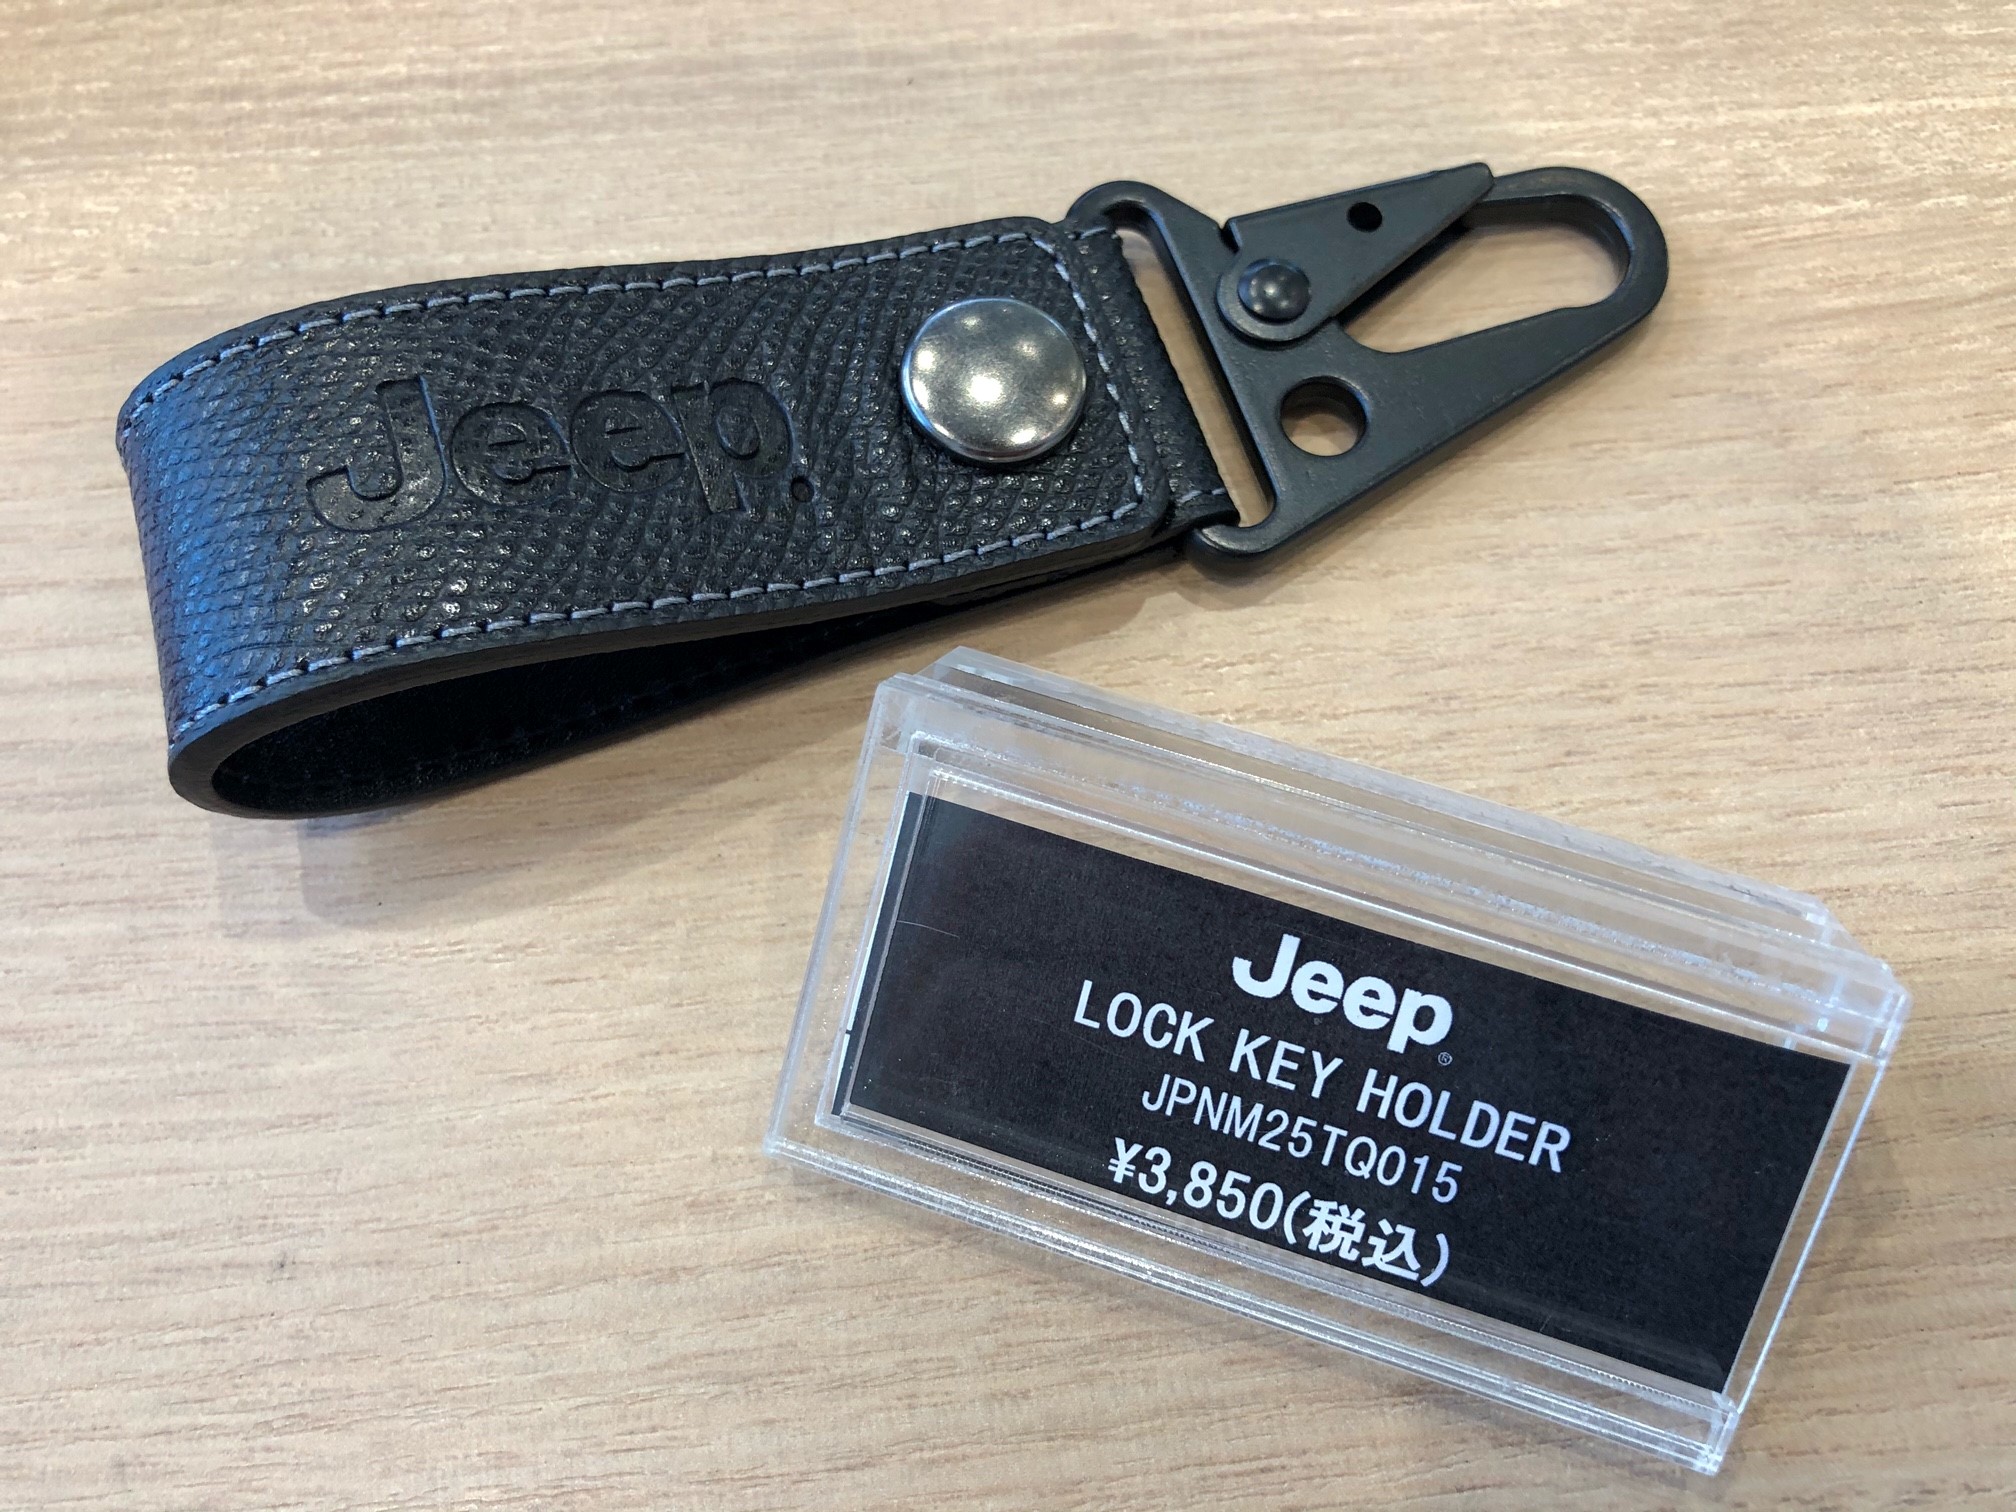 Jeep
Jeep®
LOCK KEY HOLDER
JPNM25TQ015
¥3,850(税込)